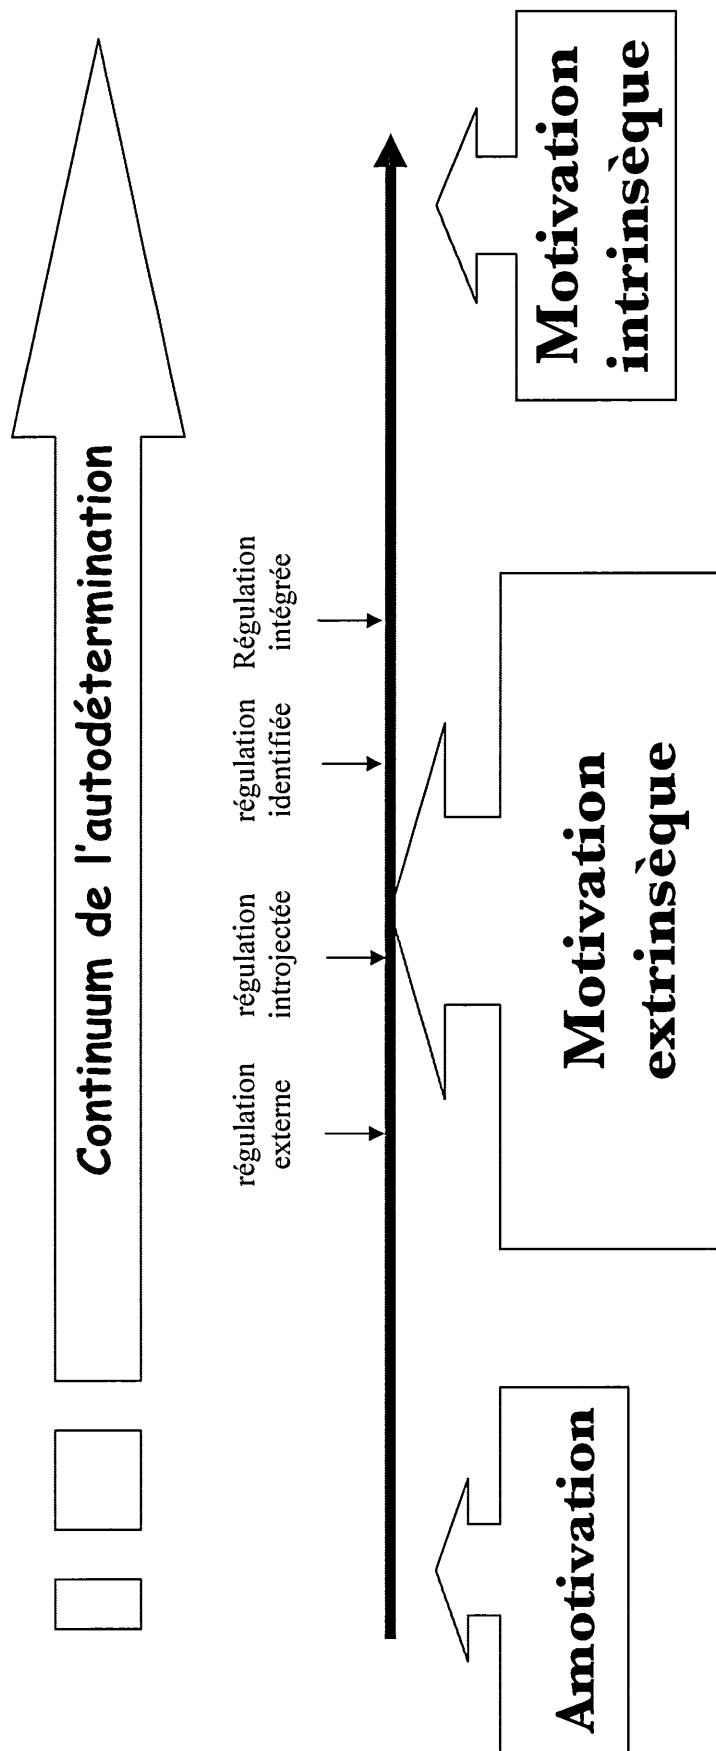 Continuum de l'autodétermination
régulation
externe
régulation
introjectée
régulation
identifiée
Régulation
intégrée
Amotivation
Motivation
extrinsèque
Motivation
intrinsèque